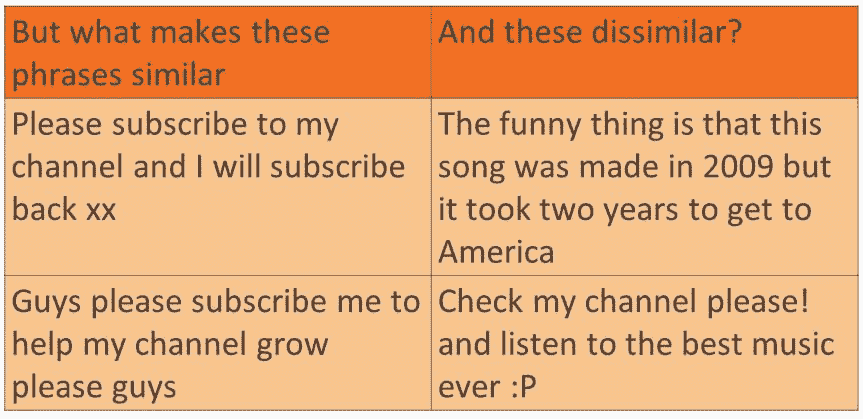 But what makes these
phrases similar
And these dissimilar?
Please subscribe to my
channel and I will subscribe
back xx
The funny thing is that this
song was made in 2009 but
it took two years to get to
America
Guys please subscribe me to
help my channel grow
please guys
Check my channel please!
and listen to the best music
ever :P